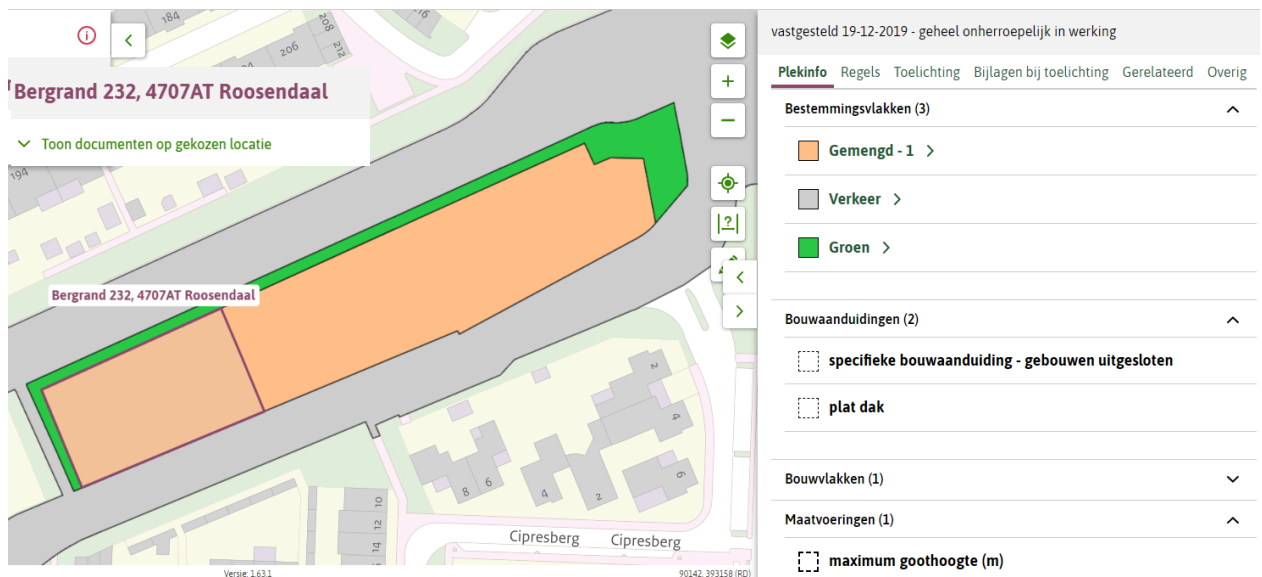 184
176
208
206
212
194
Bergrand 232, 4707AT Roosendaal
Toon documenten op gekozen locatie
Bergrand 232, 4707AT Roosendaal
2
4
6
8
6
4
2
10
12
14
Cipresberg
Cipresberg
Versie: 1.63.1
90142, 393158 (RD)
vastgesteld 19-12-2019 - geheel onherroepelijk in werking
Plekinfo Regels Toelichting Bijlagen bij toelichting Gerelateerd Overig
Bestemmingsvlakken (3)
Gemengd - 1
Verkeer
Groen
Bouwaanduidingen (2)
specifieke bouwaanduiding - gebouwen uitgesloten
plat dak
Bouwvlakken (1)
Maatvoeringen (1)
maximum goothoogte (m)